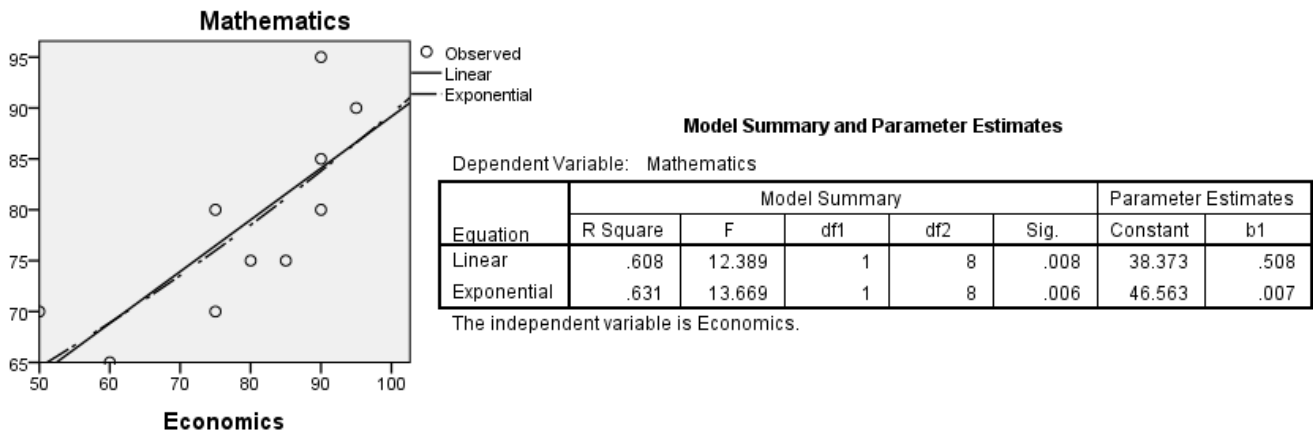 Mathematics
95
90
85
80
75
70
65
50 60 70 80 90 100
Economics
Observed
Linear
Exponential
Model Summary and Parameter Estimates
Dependent Variable: Mathematics
Model Summary Parameter Estimates
Equation R Square F df1 df2 Sig. Constant b1
Linear .608 12.389 1 8 .008 38.373 .508
Exponential .631 13.669 1 8 .006 46.563 .007
The independent variable is Economics.